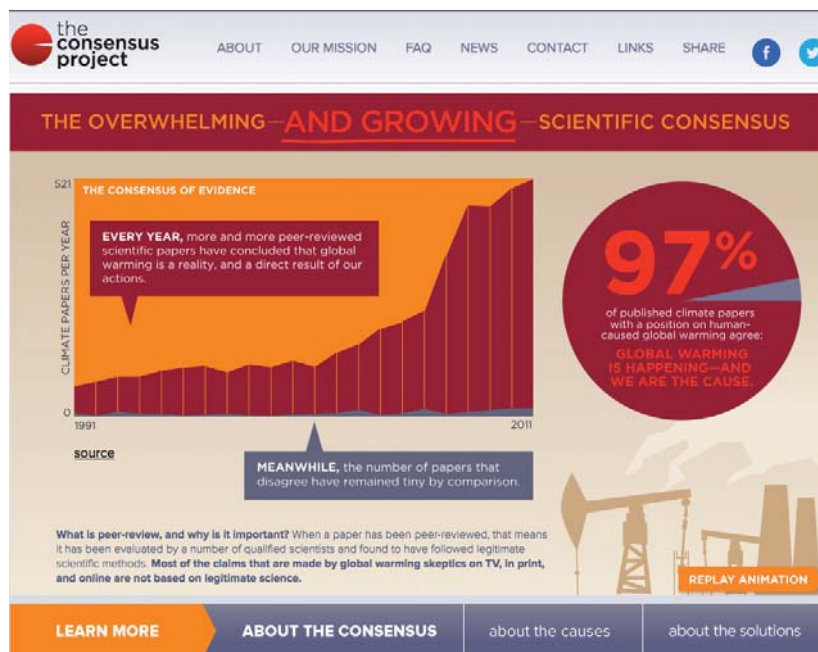 the
consensus
project
ABOUT OUR MISSION FAQ NEWS CONTACT LINKS SHARE
THE OVERWHELMING—AND GROWING—SCIENTIFIC CONSENSUS
521
THE CONSENSUS OF EVIDENCE
EVERY YEAR, more and more peer-reviewed
scientific papers have concluded that global
warming is a reality, and a direct result of our
actions.
CLIMATE PAPERS PER YEAR
0
1991
2011
source
MEANWHILE, the number of papers that
disagree have remained tiny by comparison.
97%
of published climate papers
with a position on human-
caused global warming agree:
GLOBAL WARMING
IS HAPPENING—AND
WE ARE THE CAUSE.
What is peer-review, and why is it important? When a paper has been peer-reviewed, that means
it has been evaluated by a number of qualified scientists and found to have followed legitimate
scientific methods. Most of the claims that are made by global warming skeptics on TV, in print,
and online are not based on legitimate science.
REPLAY ANIMATION
LEARN MORE
ABOUT THE CONSENSUS
about the causes
about the solutions